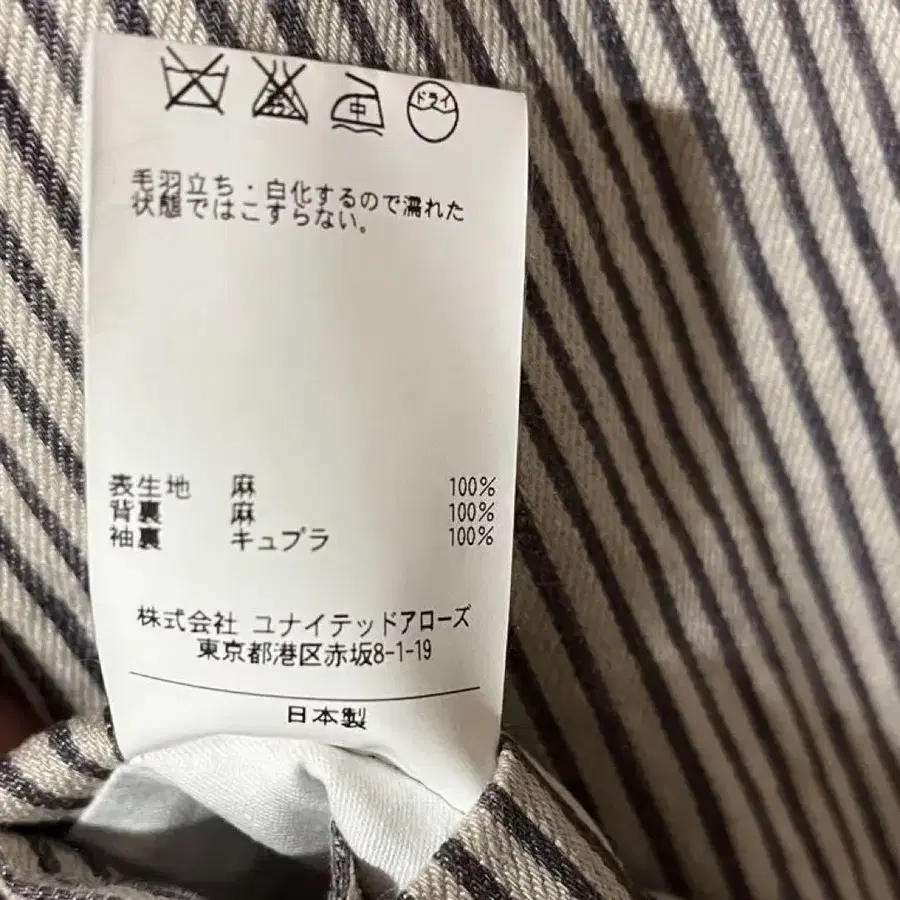 中 ドライ
毛羽立ち・白化するので濡れた
状態ではこすらない。
表生地 麻 100%
背裏 麻 100%
袖裏 キュプラ 100%
株式会社 ユナイテッドアローズ
東京都港区赤坂8-1-19
日本製